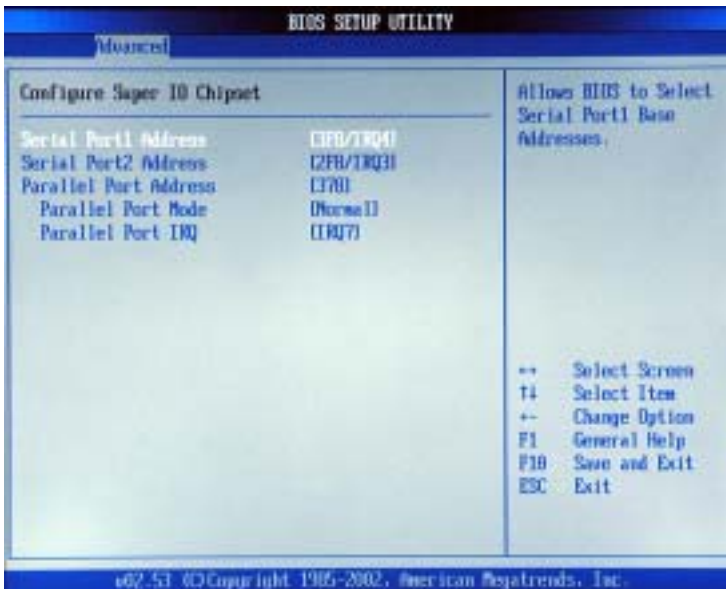 BIOS SETUP UTILITY
Advanced
Configure Super IO Chipset
Serial Port1 Address [3F8/IRQ4]
Serial Port2 Address [2F8/IRQ3]
Parallel Port Address [378]
Parallel Port Mode [Normal]
Parallel Port IRQ [IRQ7]
Allows BIOS to Select
Serial Port1 Base
Addresses.
↔ Select Screen
↑↓ Select Item
+- Change Option
F1 General Help
F10 Save and Exit
ESC Exit
v02.53 (C)Copyright 1985-2002, American Megatrends, Inc.